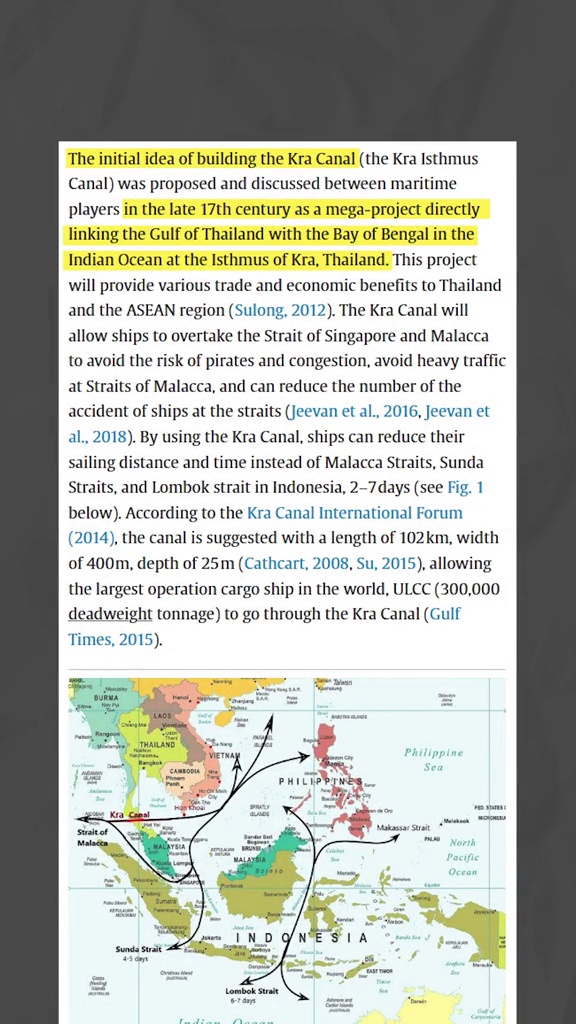 The initial idea of building the Kra Canal (the Kra Isthmus
Canal) was proposed and discussed between maritime
players in the late 17th century as a mega-project directly
linking the Gulf of Thailand with the Bay of Bengal in the
Indian Ocean at the Isthmus of Kra, Thailand. This project
will provide various trade and economic benefits to Thailand
and the ASEAN region (Sulong, 2012). The Kra Canal will
allow ships to overtake the Strait of Singapore and Malacca
to avoid the risk of pirates and congestion, avoid heavy traffic
at Straits of Malacca, and can reduce the number of the
accident of ships at the straits (Jeevan et al., 2016, Jeevan et
al., 2018). By using the Kra Canal, ships can reduce their
sailing distance and time instead of Malacca Straits, Sunda
Straits, and Lombok strait in Indonesia, 2–7days (see Fig. 1
below). According to the Kra Canal International Forum
(2014), the canal is suggested with a length of 102km, width
of 400m, depth of 25m (Cathcart, 2008, Su, 2015), allowing
the largest operation cargo ship in the world, ULCC (300,000
deadweight tonnage) to go through the Kra Canal (Gulf
Times, 2015).
Taiwan
BURMA
Hanoi
LAOS
Rangoon
THAILAND
VIETNAM
Bangkok
CAMBODIA
Philippine
Sea
Manila
PHILIPPINES
SPRATLY
ISLANDS
Kra Canal
Strait of
Malacca
MALAYSIA
Kuala Lumpur
SINGAPORE
Bandar Seri
Begawan
BRUNEI
MALAYSIA
Borneo
Makassar Strait
PALAU
North
Pacific
Ocean
Sumatra
Jakarta
INDONESIA
Sunda Strait
4-5 days
Lombok Strait
6-7 days
EAST TIMOR
Timor
Sea
Darwin
Indian Ocean